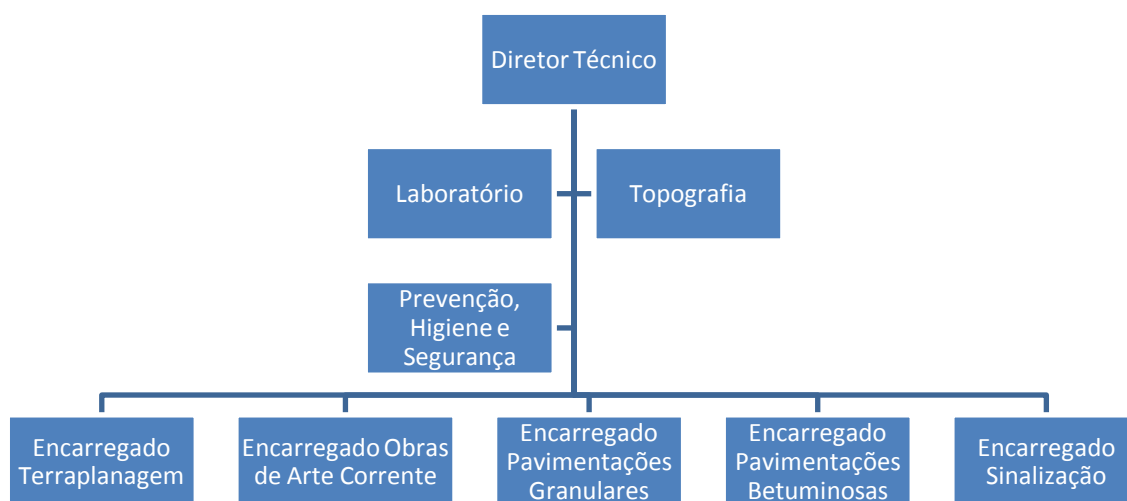 Diretor Técnico
Laboratório
Topografia
Prevenção,
Higiene e
Segurança
Encarregado
Terraplanagem
Encarregado Obras
de Arte Corrente
Encarregado
Pavimentações
Granulares
Encarregado
Pavimentações
Betuminosas
Encarregado
Sinalização